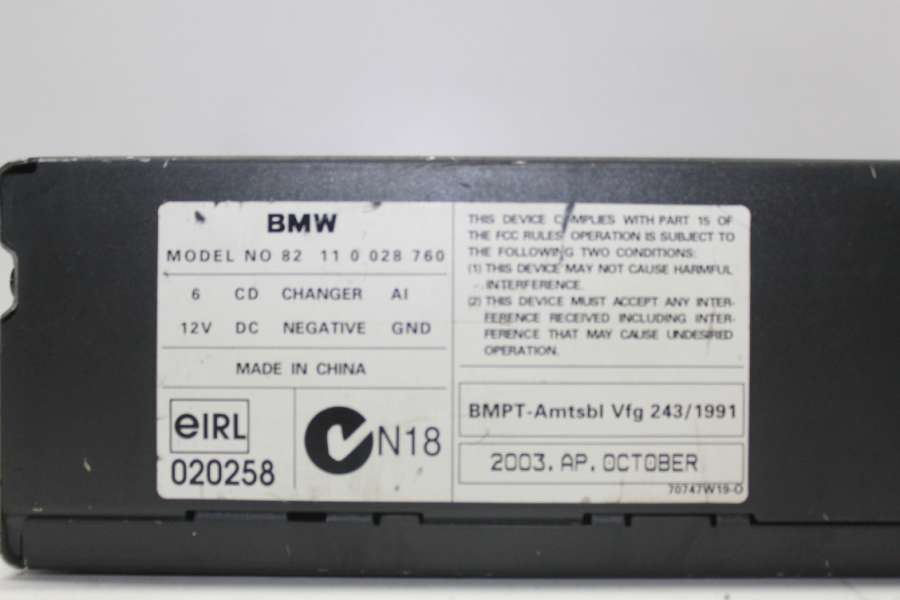 BMW
MODEL NO 82 11 0 028 760
6 CD CHANGER AI
12V DC NEGATIVE GND
MADE IN CHINA
eIRL
020258
N18
THIS DEVICE COMPLIES WITH PART 15 OF
THE FCC RULES OPERATION IS SUBJECT TO
THE FOLLOWING TWO CONDITIONS:
(1) THIS DEVICE MAY NOT CAUSE HARMFUL
INTERFERENCE.
(2) THIS DEVICE MUST ACCEPT ANY INTER-
FERENCE RECEIVED INCLUDING INTER-
FERENCE THAT MAY CAUSE UNDESIRED
OPERATION.
BMPT-Amtsbl Vfg 243/1991
2003. AP. OCTOBER
70747W19-O